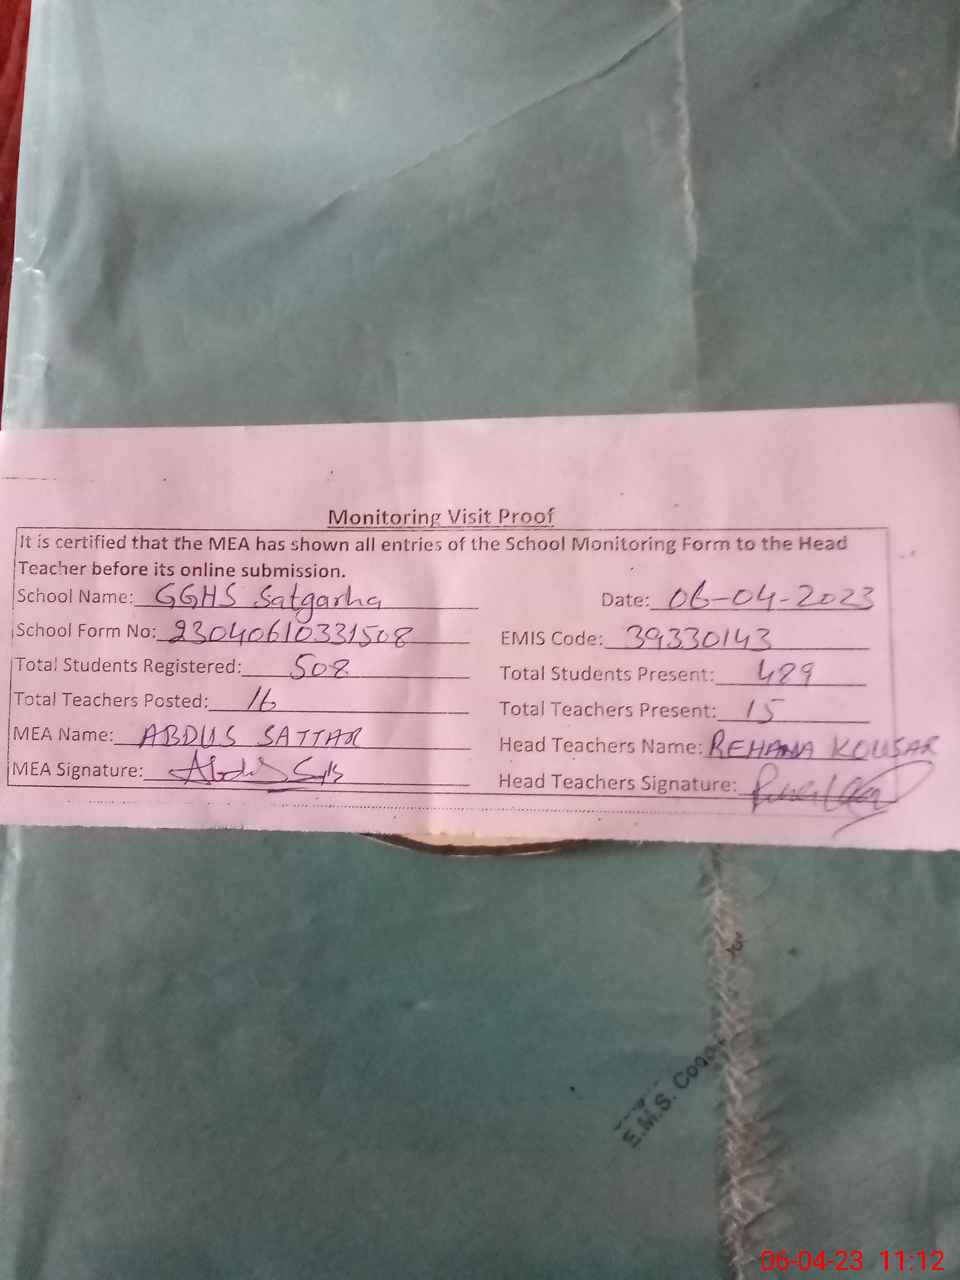 Monitoring Visit Proof
It is certified that the MEA has shown all entries of the School Monitoring Form to the Head
Teacher before its online submission.
School Name: GGHS Satgarha Date: 06-04-2023
School Form No: 23040610331508 EMIS Code: 39330143
Total Students Registered: 508 Total Students Present: 489
Total Teachers Posted: 16 Total Teachers Present: 15
MEA Name: ABDUS SATTAR Head Teachers Name: REHANA KOUSAR
MEA Signature: Head Teachers Signature:
E.M.S.
06-04-23 11:12